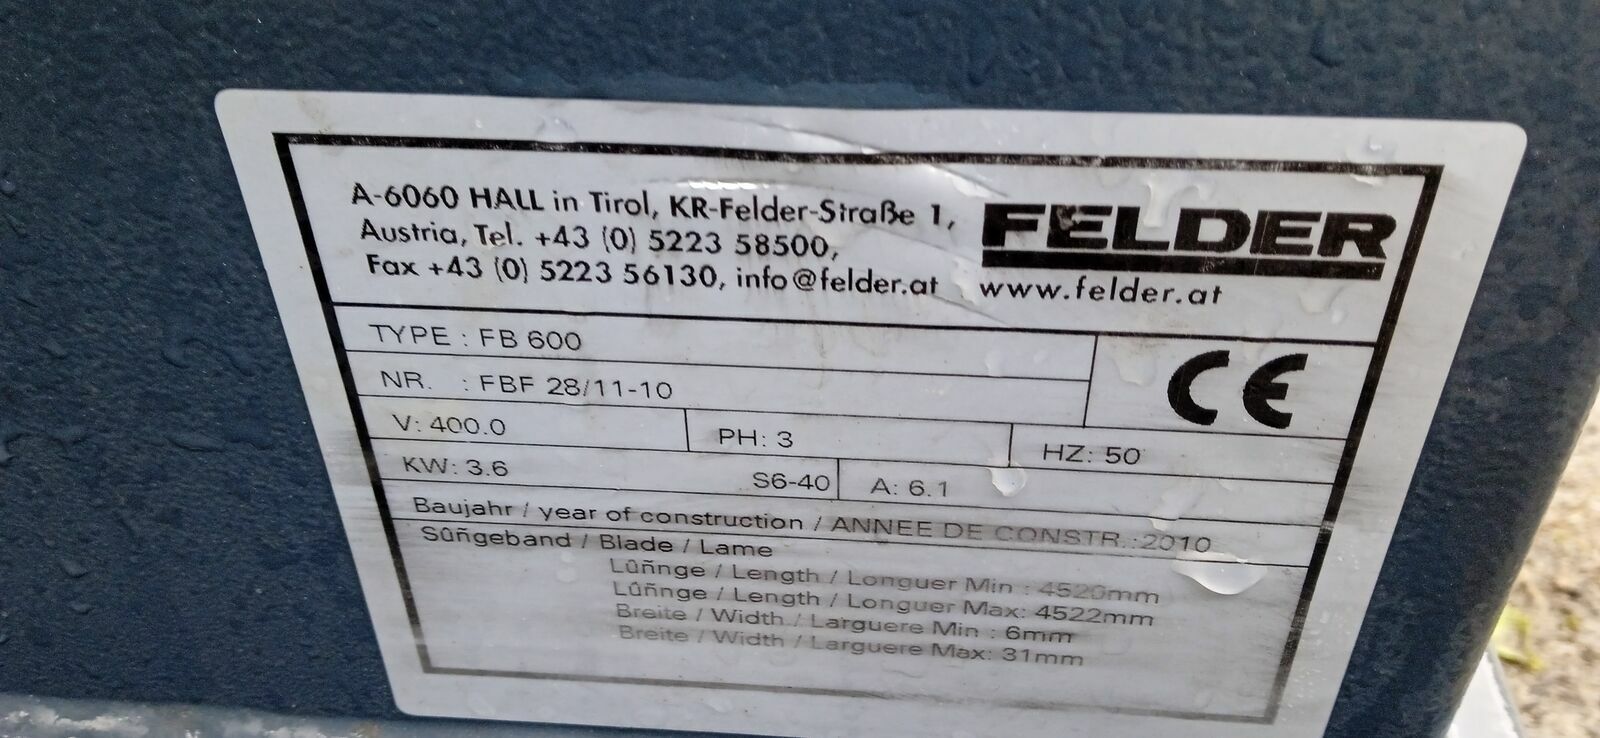 A-6060 HALL in Tirol, KR-Felder-Straße 1,
Austria, Tel. +43 (0) 5223 58500,
Fax +43 (0) 5223 56130, info@felder.at
FELDER
www.felder.at
TYPE : FB 600
NR. : FBF 28/11-10
CE
V: 400.0 PH: 3 HZ: 50
KW: 3.6 S6-40 A: 6.1
Baujahr / year of construction / ANNEE DE CONSTR.:2010
Sûñgeband / Blade / Lame
Lûñnge / Length / Longuer Min : 4520mm
Lûñnge / Length / Longuer Max: 4522mm
Breite / Width / Larguere Min : 6mm
Breite / Width / Larguere Max: 31mm